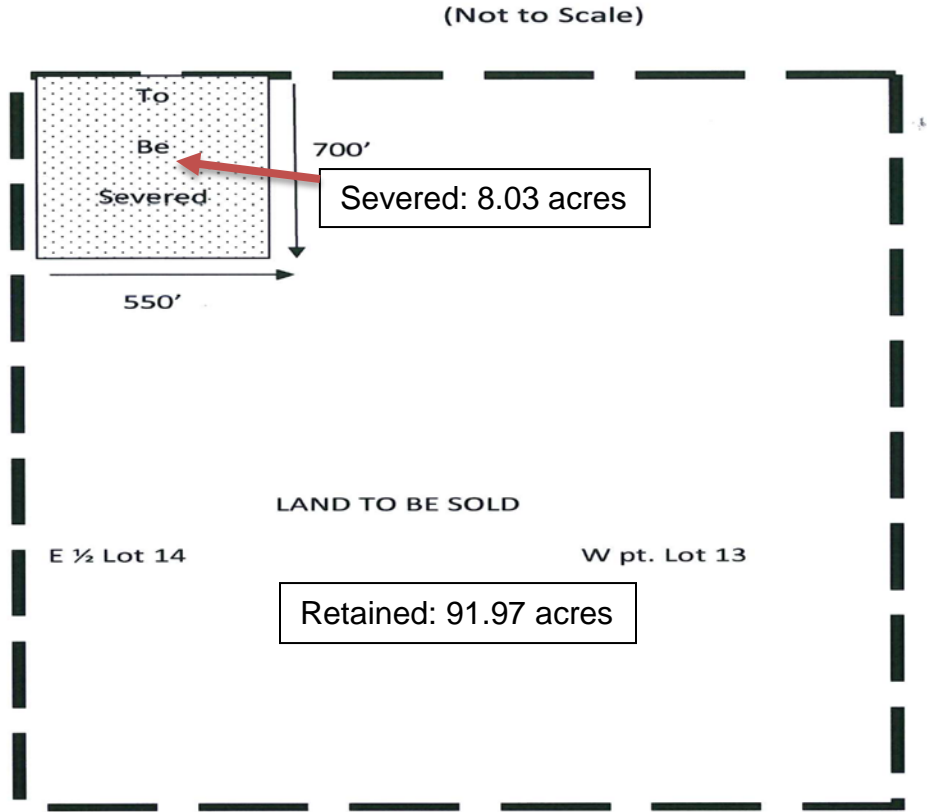 (Not to Scale)
To
Be
Severed
700’
Severed: 8.03 acres
550’
LAND TO BE SOLD
E ½ Lot 14
W pt. Lot 13
Retained: 91.97 acres